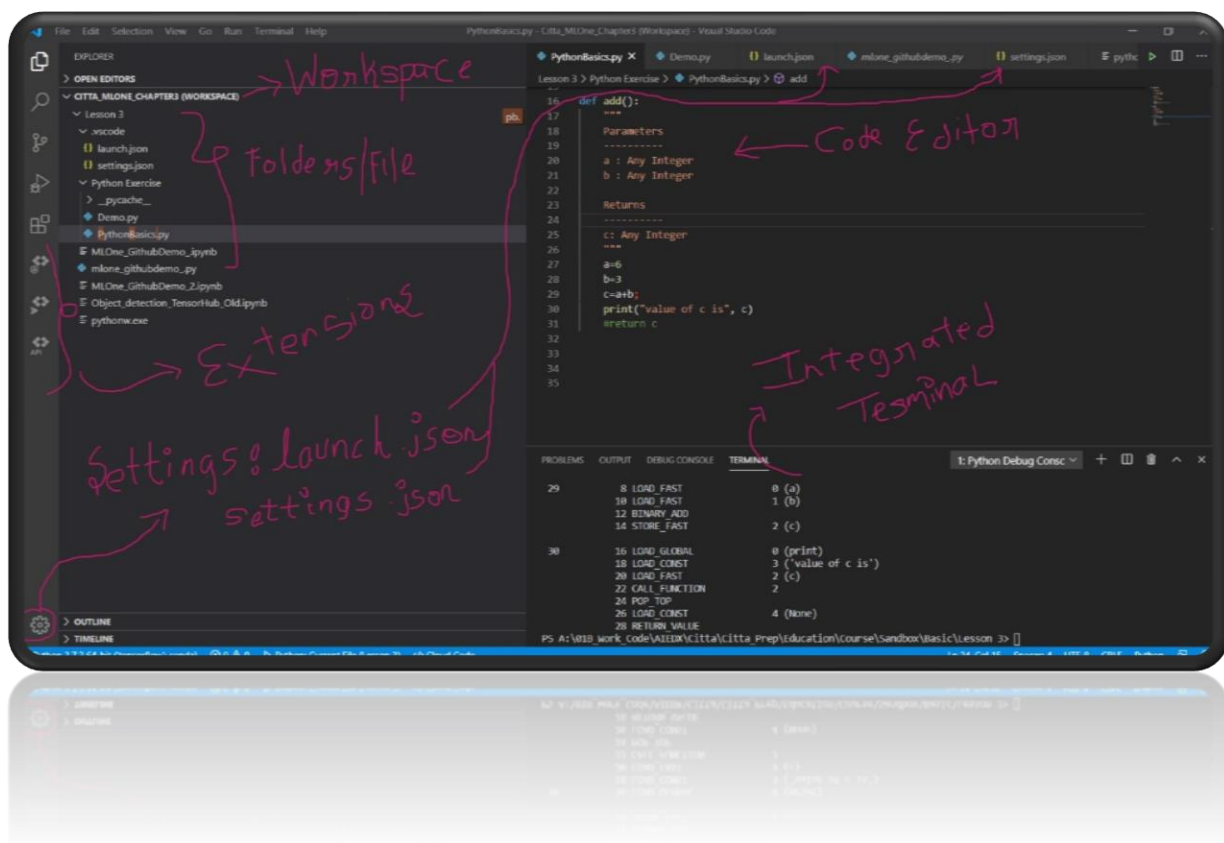 File Edit Selection View Go Run Terminal Help
PythonBasics.py - Citta_MLOne_Chapter3 (Workspace) - Visual Studio Code
EXPLORER
OPEN EDITORS
CITTA_MLONE_CHAPTER3 (WORKSPACE)
Lesson 3
.vscode
launch.json
settings.json
Python Exercise
__pycache__
Demo.py
PythonBasics.py
MLOne_GithubDemo_.ipynb
mlone_githubdemo_.py
MLOne_GithubDemo_2.ipynb
Object_detection_TensorHub_Old.ipynb
pythonw.exe
API
OUTLINE
TIMELINE
Workspace
Folders/File
Extensions
Settings: launch.json
settings.json
pb.
PythonBasics.py Demo.py launch.json mlone_githubdemo_.py settings.json
Lesson 3 > Python Exercise > PythonBasics.py > add
16 def add():
17 """
18 Parameters
19 ----------
20 a : Any Integer
21 b : Any Integer
22
23 Returns
24 ----------
25 c: Any Integer
26 """
27 a=6
28 b=3
29 c=a+b;
30 print("value of c is", c)
31 #return c
32
33
34
35
Code Editor
Integrated
Terminal
PROBLEMS OUTPUT DEBUG CONSOLE TERMINAL 1: Python Debug Consc
29 8 LOAD_FAST 0 (a)
10 LOAD_FAST 1 (b)
12 BINARY_ADD
14 STORE_FAST 2 (c)
30 16 LOAD_GLOBAL 0 (print)
18 LOAD_CONST 3 ('value of c is')
20 LOAD_FAST 2 (c)
22 CALL_FUNCTION 2
24 POP_TOP
26 LOAD_CONST 4 (None)
28 RETURN_VALUE
PS A:\01B_Work_Code\AIEDX\Citta\Citta_Prep\Education\Course\Sandbox\Basic\Lesson 3>